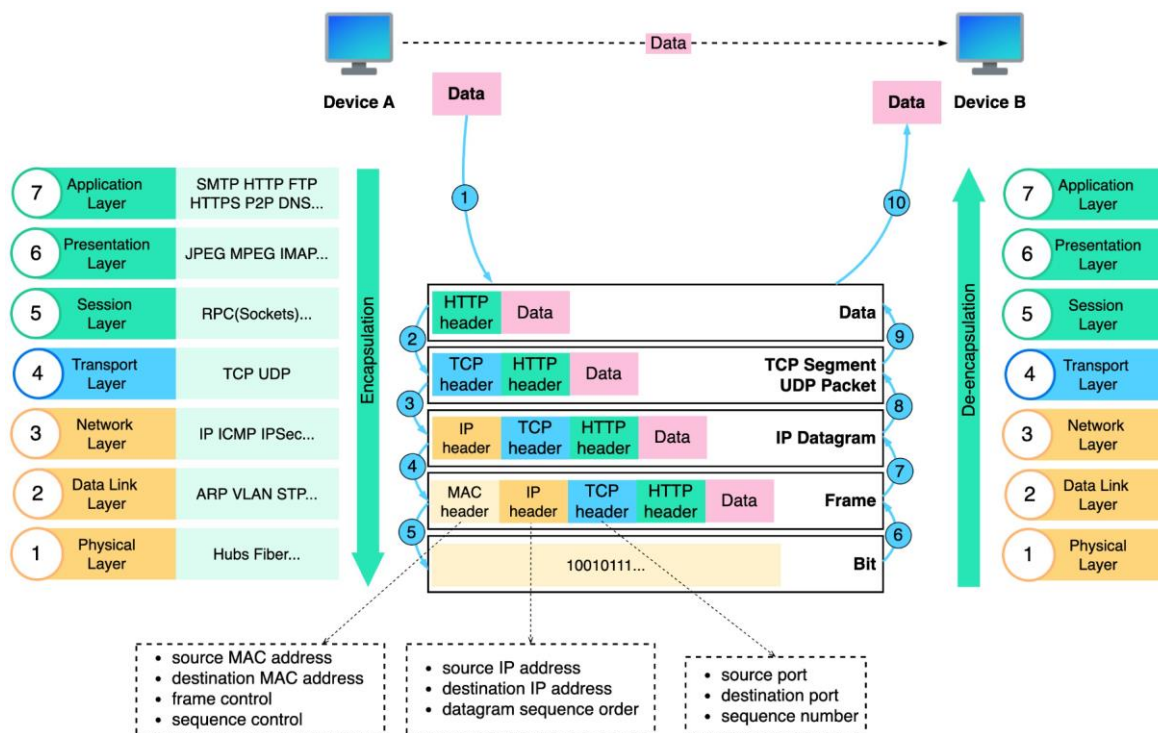 Data
Device A
Device B
Data
Data
1
10
7
Application
Layer
SMTP HTTP FTP
HTTPS P2P DNS...
6
Presentation
Layer
JPEG MPEG IMAP...
5
Session
Layer
RPC(Sockets)...
4
Transport
Layer
TCP UDP
3
Network
Layer
IP ICMP IPSec...
2
Data Link
Layer
ARP VLAN STP...
1
Physical
Layer
Hubs Fiber...
Encapsulation
HTTP
header
Data
Data
2
9
TCP
header
HTTP
header
Data
TCP Segment
UDP Packet
3
8
IP
header
TCP
header
HTTP
header
Data
IP Datagram
4
7
MAC
header
IP
header
TCP
header
HTTP
header
Data
Frame
5
6
10010111...
Bit
De-encapsulation
7
Application
Layer
6
Presentation
Layer
5
Session
Layer
4
Transport
Layer
3
Network
Layer
2
Data Link
Layer
1
Physical
Layer
• source MAC address
• destination MAC address
• frame control
• sequence control
• source IP address
• destination IP address
• datagram sequence order
• source port
• destination port
• sequence number